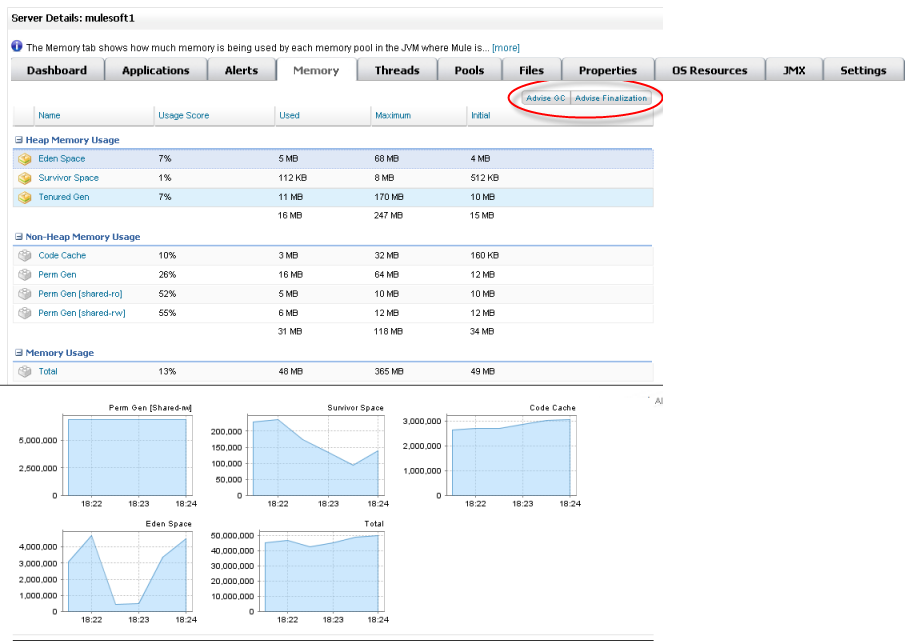 Server Details: mulesoft1
The Memory tab shows how much memory is being used by each memory pool in the JVM where Mule is... [more]
Dashboard Applications Alerts Memory Threads Pools Files Properties OS Resources JMX Settings
Advise GC Advise Finalization
Name Usage Score Used Maximum Initial
Heap Memory Usage
Eden Space 7% 5 MB 68 MB 4 MB
Survivor Space 1% 112 KB 8 MB 512 KB
Tenured Gen 7% 11 MB 170 MB 10 MB
16 MB 247 MB 15 MB
Non-Heap Memory Usage
Code Cache 10% 3 MB 32 MB 160 KB
Perm Gen 26% 16 MB 64 MB 12 MB
Perm Gen [shared-ro] 52% 5 MB 10 MB 10 MB
Perm Gen [shared-rw] 55% 6 MB 12 MB 12 MB
31 MB 118 MB 34 MB
Memory Usage
Total 13% 48 MB 365 MB 49 MB
Al
Perm Gen [Shared-rw]
5,000,000
2,500,000
0
18:22 18:23 18:24
Survivor Space
200,000
150,000
100,000
50,000
0
18:22 18:23 18:24
Code Cache
3,000,000
2,000,000
1,000,000
0
18:22 18:23 18:24
Eden Space
4,000,000
3,000,000
2,000,000
1,000,000
0
18:22 18:23 18:24
Total
50,000,000
40,000,000
30,000,000
20,000,000
10,000,000
0
18:22 18:23 18:24